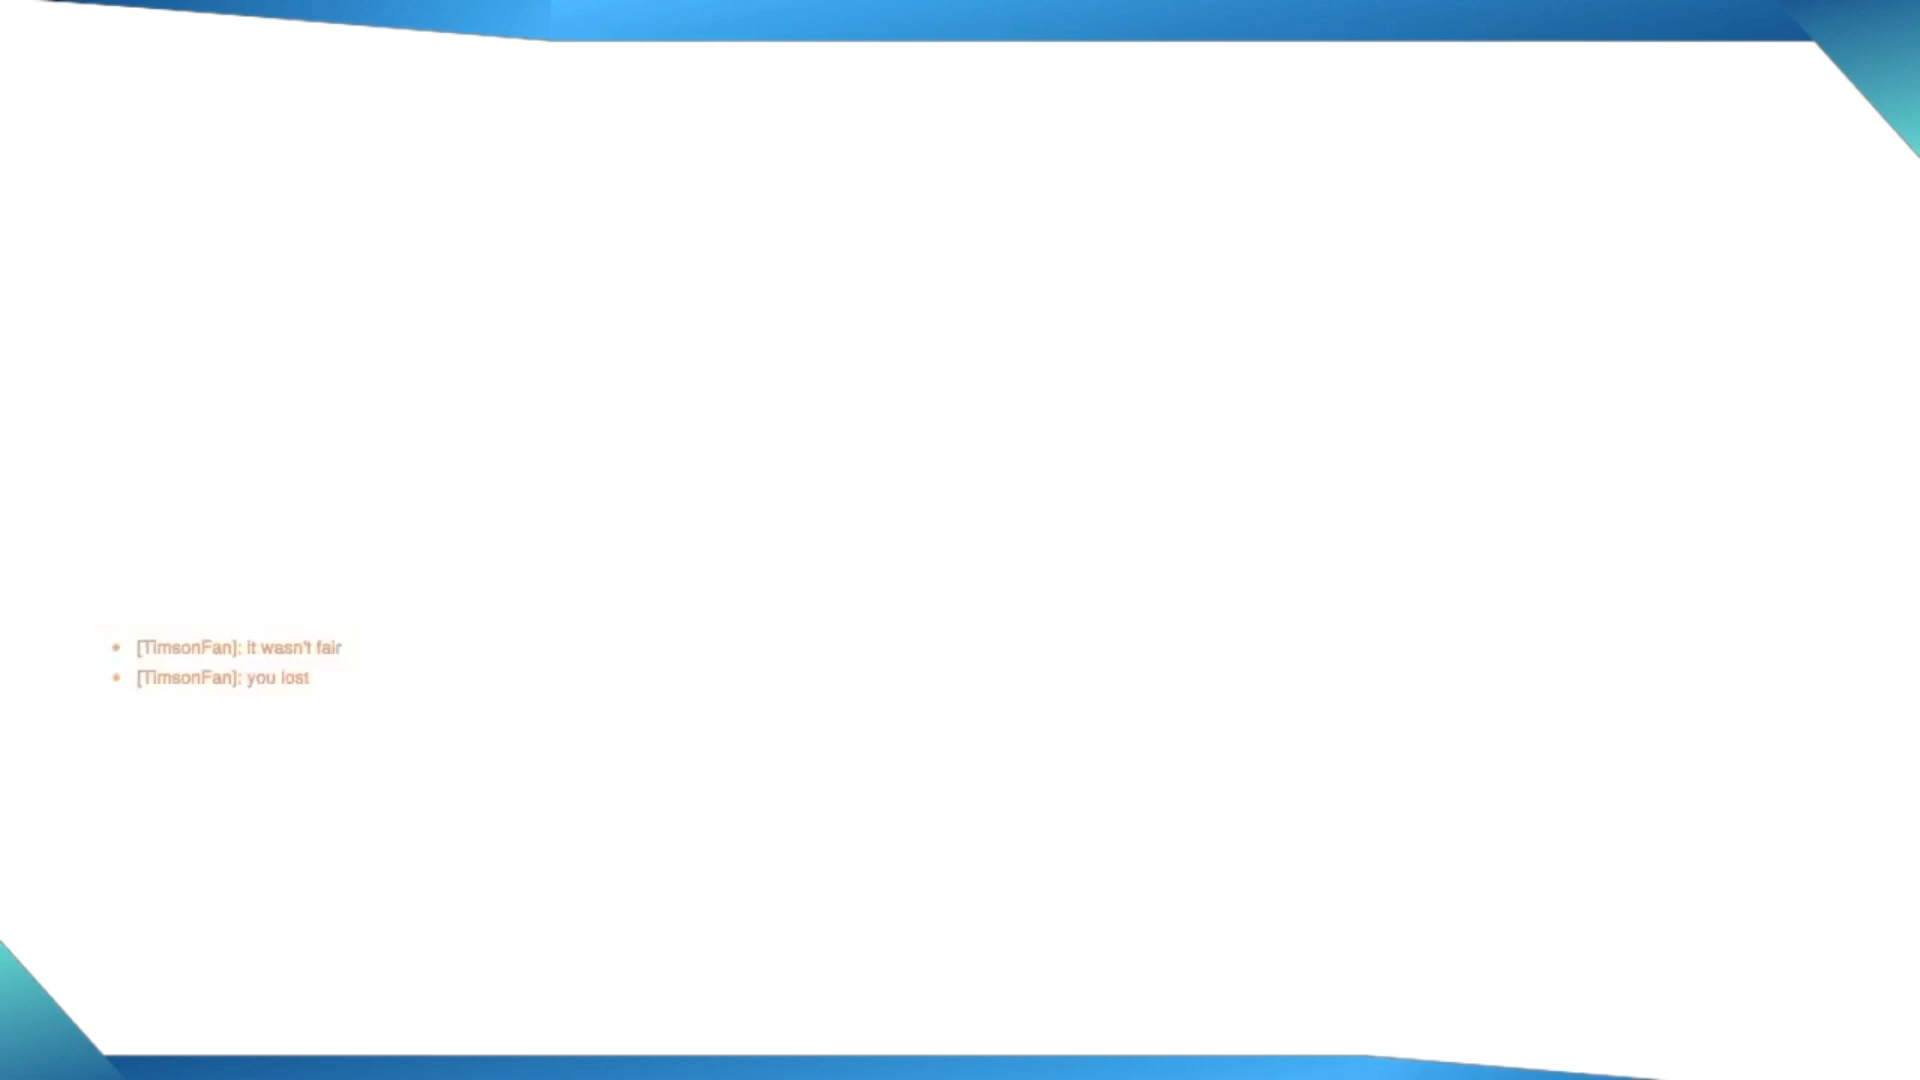 • [TimsonFan]: it wasn't fair
• [TimsonFan]: you lost